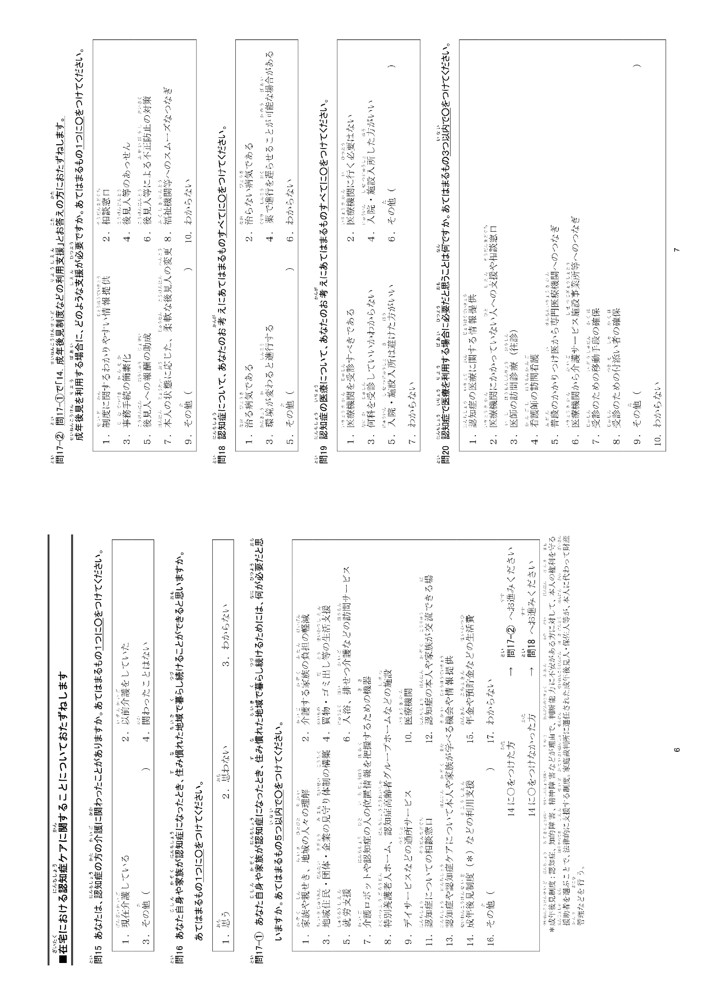 ■在宅における認知症ケアに関することについておたずねします
問15 あなたは、認知症の方の介護に関わったことがありますか。あてはまるもの1つに○をつけてください。
1．現在介護している　2．以前介護をしていた
3．その他（　　）　4．関わったことはない
問16 あなた自身や家族が認知症になったとき、住み慣れた地域で暮らし続けることができると思いますか。
あてはまるもの1つに○をつけてください。
1．思う　2．思わない　3．わからない
問17-① あなた自身や家族が認知症になったとき、住み慣れた地域で暮らし続けるためには、何が必要だと思
いますか。あてはまるもの5つ以内で○をつけてください。
1．家族や親せき、地域の人々の理解　2．介護する家族の負担の軽減
3．地域住民・団体・企業の見守り体制の構築　4．買物・ゴミ出し等の生活支援
5．就労支援　6．入浴、排せつ介護などの訪問サービス
7．介護ロボットや認知症の人の位置情報を把握するための機器
8．特別養護老人ホーム、認知症高齢者グループホームなどの施設
9．デイサービスなどの通所サービス　10．医療機関
11．認知症についての相談窓口　12．認知症の本人や家族が交流できる場
13．認知症や認知症ケアについて本人や家族が学べる機会や情報提供
14．成年後見制度（＊）などの利用支援　15．年金や預貯金などの生活費
16．その他（　　）　17．わからない
14に○をつけた方　→　問17-② へお進みください
14に○をつけなかった方　→　問18 へお進みください
＊成年後見制度：認知症、知的障害、精神障害などが理由で、判断能力に不安がある方に対して、本人の権利を守る
援助者を選ぶことで、法律的に支援する制度。家庭裁判所に選任された成年後見人・保佐人等が、本人に代わって財産
管理などを行う。
6
問17-② 問17-①で「14. 成年後見制度などの利用支援」とお答えの方におたずねします。
成年後見を利用する場合に、どのような支援が必要ですか。あてはまるもの1つに○をつけてください。
1．制度に関するわかりやすい情報提供　2．相談窓口
3．事務手続の簡素化　4．後見人等のあっせん
5．後見人への報酬の助成　6．後見人等による不正防止の対策
7．本人の状態に応じた、柔軟な後見人の変更　8．福祉機関等へのスムーズなつなぎ
9．その他（　　）　10．わからない
問18 認知症について、あなたのお考えにあてはまるものすべてに○をつけてください。
1．治る病気である　2．治らない病気である
3．環境が変わると進行する　4．薬で進行を遅らせることが可能な場合がある
5．その他（　　）　6．わからない
問19 認知症の医療について、あなたのお考えにあてはまるものすべてに○をつけてください。
1．医療機関を受診すべきである　2．医療機関に行く必要はない
3．何科を受診していいかわからない　4．入院・施設入所した方がいい
5．入院・施設入所は避けた方がいい　6．その他（　　）
7．わからない
問20 認知症で医療を利用する場合に必要だと思うことは何ですか。あてはまるもの3つ以内で○をつけてください。
1．認知症の医療に関する情報提供
2．医療機関にかかっていない人への支援や相談窓口
3．医師の訪問診療（往診）
4．看護師の訪問看護
5．普段のかかりつけ医から専門医療機関へのつなぎ
6．医療機関から介護サービス施設事業所等へのつなぎ
7．受診のための移動手段の確保
8．受診のための付添い者の確保
9．その他（　　）
10．わからない
7